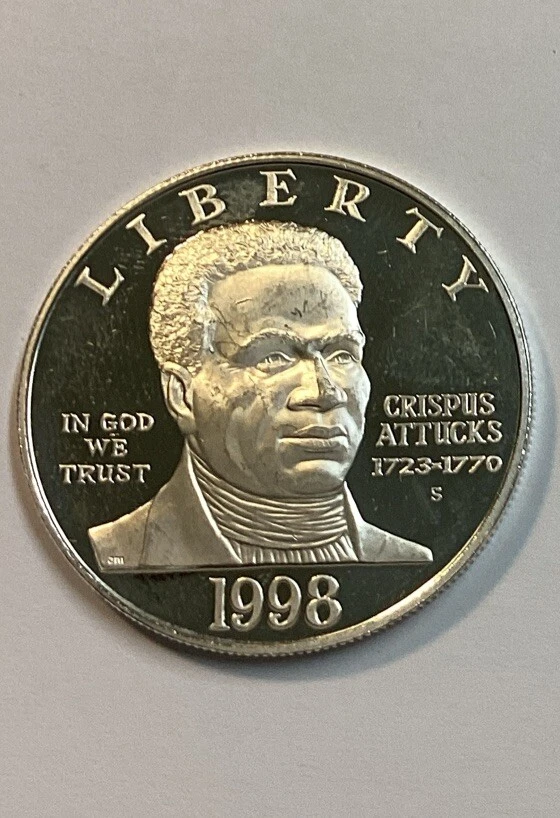 LIBERTY
IN GOD
WE
TRUST
CRISPUS
ATTUCKS
1723-1770
S
1998